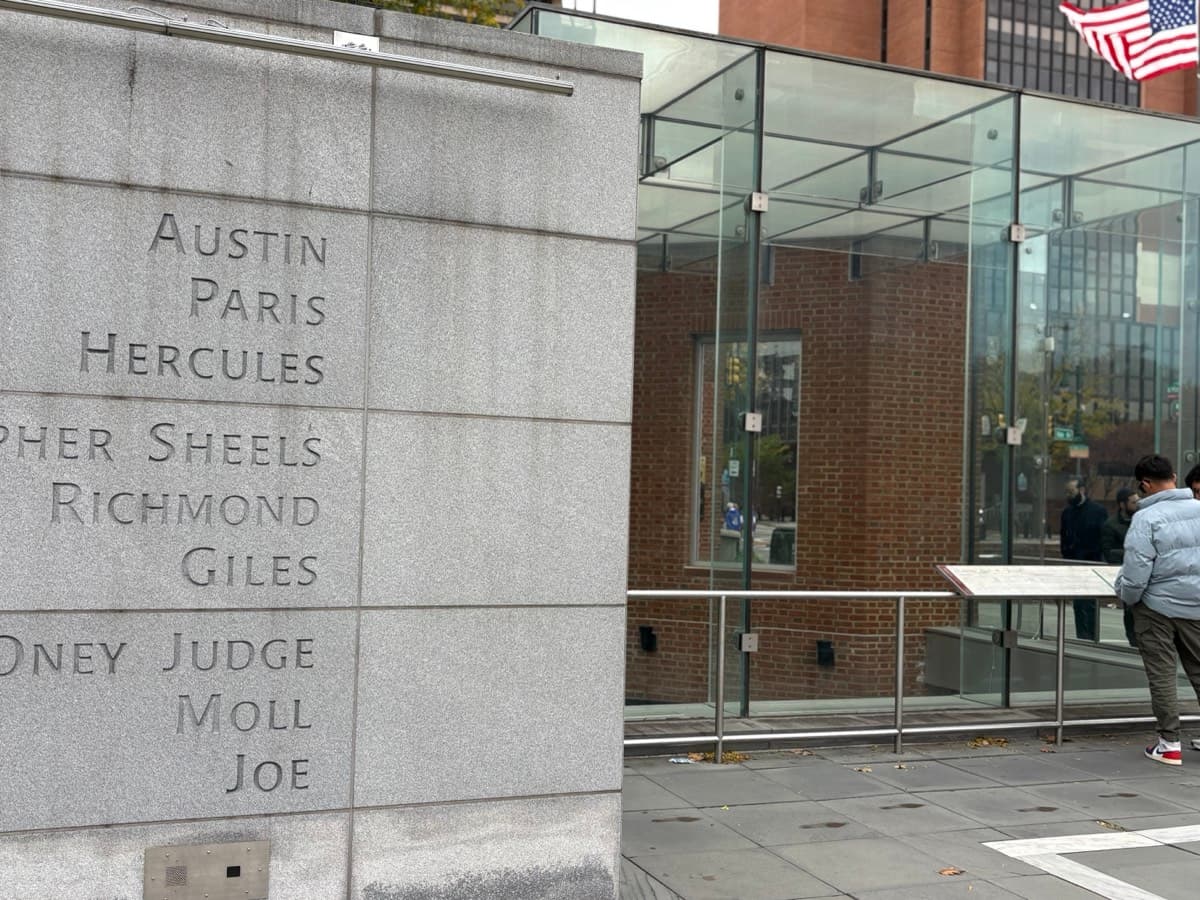 AUSTIN
PARIS
HERCULES
PHER SHEELS
RICHMOND
GILES
ONEY JUDGE
MOLL
JOE